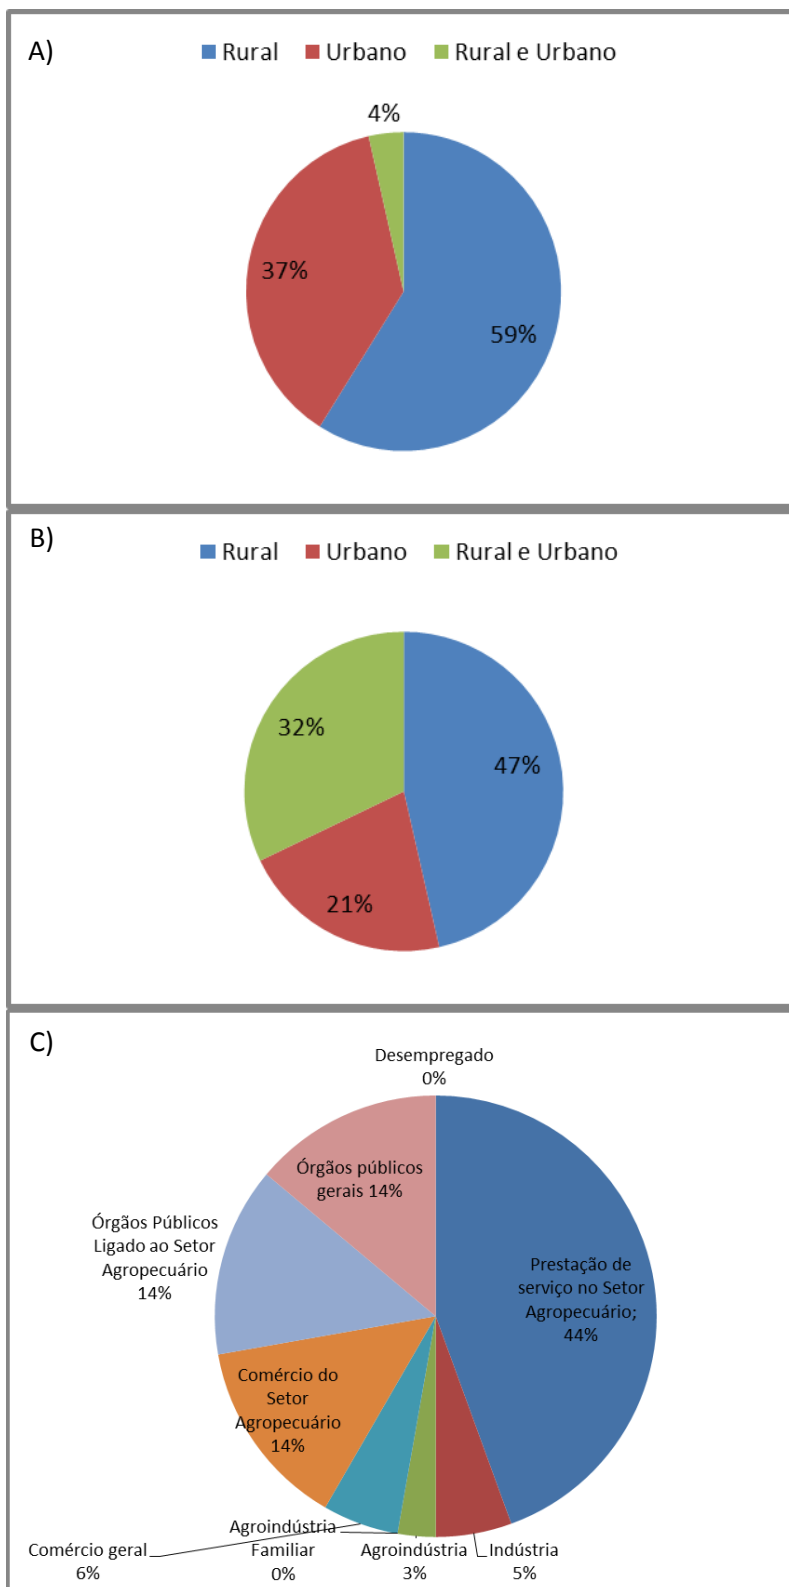 A)
Rural Urbano Rural e Urbano
4%
37%
59%
B)
Rural Urbano Rural e Urbano
32%
47%
21%
C)
Desempregado
0%
Órgãos públicos
gerais 14%
Órgãos Públicos
Ligado ao Setor
Agropecuário
14%
Prestação de
serviço no Setor
Agropecuário;
44%
Comércio do
Setor
Agropecuário
14%
Comércio geral
6%
Agroindústria
Familiar
0%
Agroindústria
3%
Indústria
5%